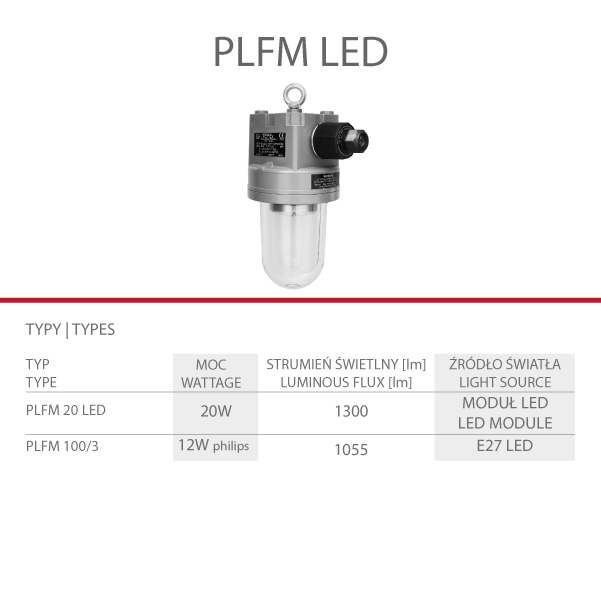 PLFM LED
TYPY | TYPES
TYP MOC STRUMIEŃ ŚWIETLNY [lm] ŹRÓDŁO ŚWIATŁA
TYPE WATTAGE LUMINOUS FLUX [lm] LIGHT SOURCE
PLFM 20 LED 20W 1300 MODUŁ LED
LED MODULE
PLFM 100/3 12W philips 1055 E27 LED